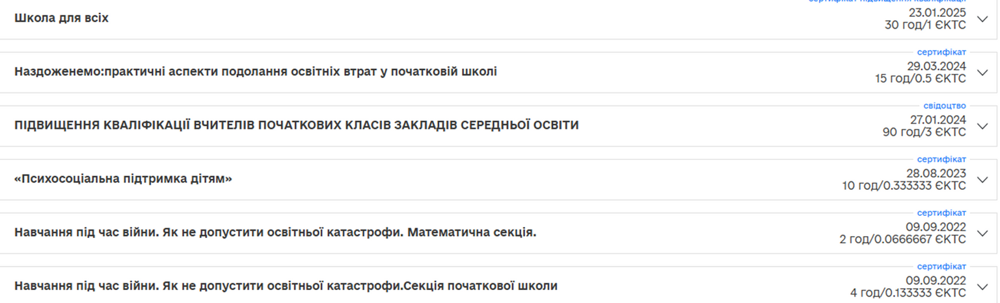 сертифікат підвищення кваліфікації
Школа для всіх
23.01.2025
30 год/1 ЄКТС
сертифікат
Наздоженемо:практичні аспекти подолання освітніх втрат у початковій школі
29.03.2024
15 год/0.5 ЄКТС
свідоцтво
ПІДВИЩЕННЯ КВАЛІФІКАЦІЇ ВЧИТЕЛІВ ПОЧАТКОВИХ КЛАСІВ ЗАКЛАДІВ СЕРЕДНЬОЇ ОСВІТИ
27.01.2024
90 год/3 ЄКТС
сертифікат
«Психосоціальна підтримка дітям»
28.08.2023
10 год/0.333333 ЄКТС
сертифікат
Навчання під час війни. Як не допустити освітньої катастрофи. Математична секція.
09.09.2022
2 год/0.0666667 ЄКТС
сертифікат
Навчання під час війни. Як не допустити освітньої катастрофи.Секція початкової школи
09.09.2022
4 год/0.133333 ЄКТС